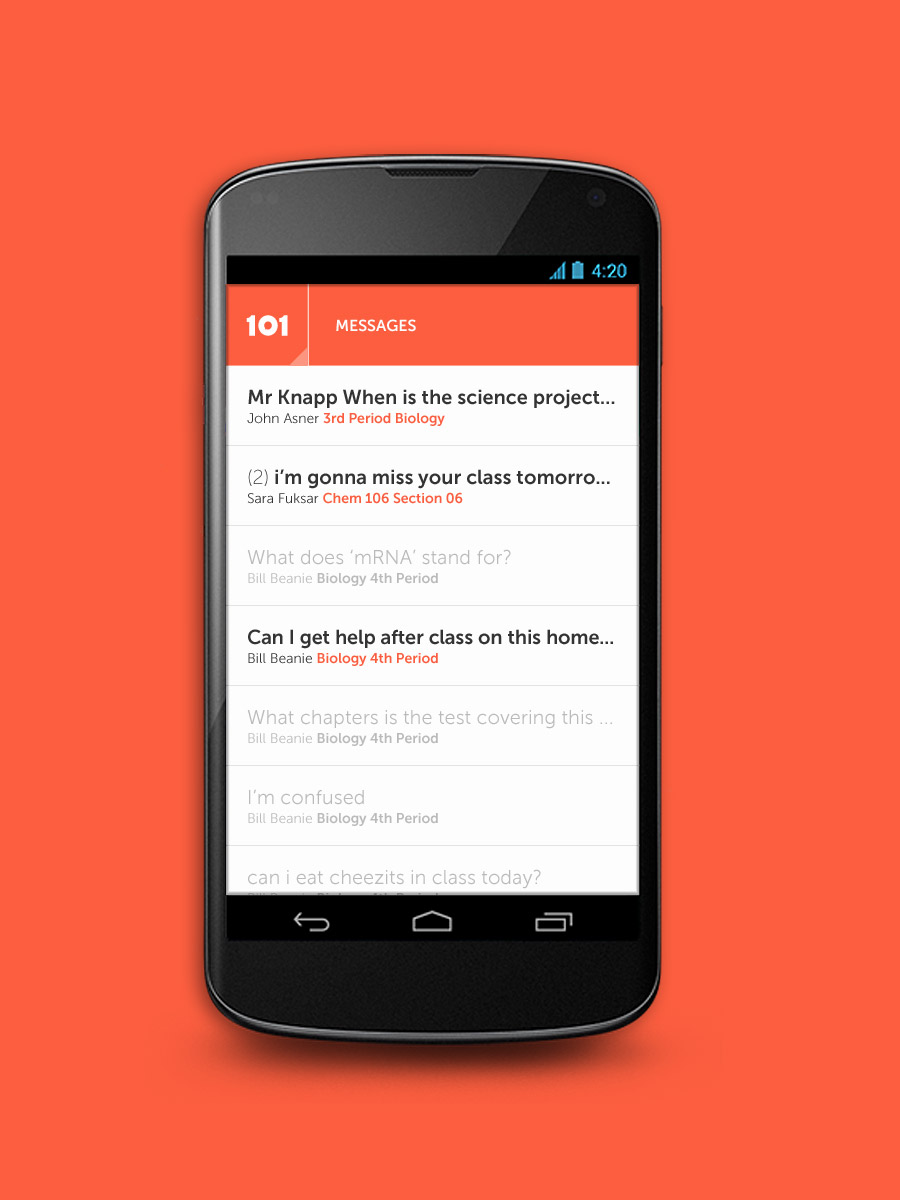 4:20
101
MESSAGES
Mr Knapp When is the science project...
John Asner 3rd Period Biology
(2) i'm gonna miss your class tomorro...
Sara Fuksar Chem 106 Section 06
What does ‘mRNA’ stand for?
Bill Beanie Biology 4th Period
Can I get help after class on this home...
Bill Beanie Biology 4th Period
What chapters is the test covering this ...
Bill Beanie Biology 4th Period
I'm confused
Bill Beanie Biology 4th Period
can i eat cheezits in class today?